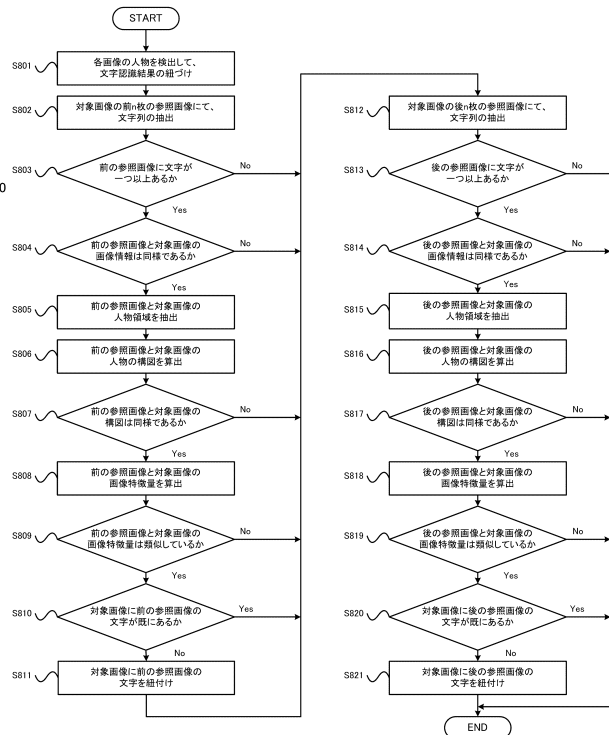 START
S801
各画像の人物を検出して、
文字認識結果の紐づけ
S802
対象画像の前n枚の参照画像にて、
文字列の抽出
S803
前の参照画像に文字が
一つ以上あるか
No
Yes
0
S804
前の参照画像と対象画像の
画像情報は同様であるか
No
Yes
S805
前の参照画像と対象画像の
人物領域を抽出
S806
前の参照画像と対象画像の
人物の構図を算出
S807
前の参照画像と対象画像の
構図は同様であるか
No
Yes
S808
前の参照画像と対象画像の
画像特徴量を算出
S809
前の参照画像と対象画像の
画像特徴量は類似しているか
No
Yes
S810
対象画像に前の参照画像の
文字が既にあるか
Yes
No
S811
対象画像に前の参照画像の
文字を紐付け
S812
対象画像の後n枚の参照画像にて、
文字列の抽出
S813
後の参照画像に文字が
一つ以上あるか
No
Yes
S814
後の参照画像と対象画像の
画像情報は同様であるか
No
Yes
S815
後の参照画像と対象画像の
人物領域を抽出
S816
後の参照画像と対象画像の
人物の構図を算出
S817
後の参照画像と対象画像の
構図は同様であるか
No
Yes
S818
後の参照画像と対象画像の
画像特徴量を算出
S819
後の参照画像と対象画像の
画像特徴量は類似しているか
No
Yes
S820
対象画像に後の参照画像の
文字が既にあるか
Yes
No
S821
対象画像に後の参照画像の
文字を紐付け
END